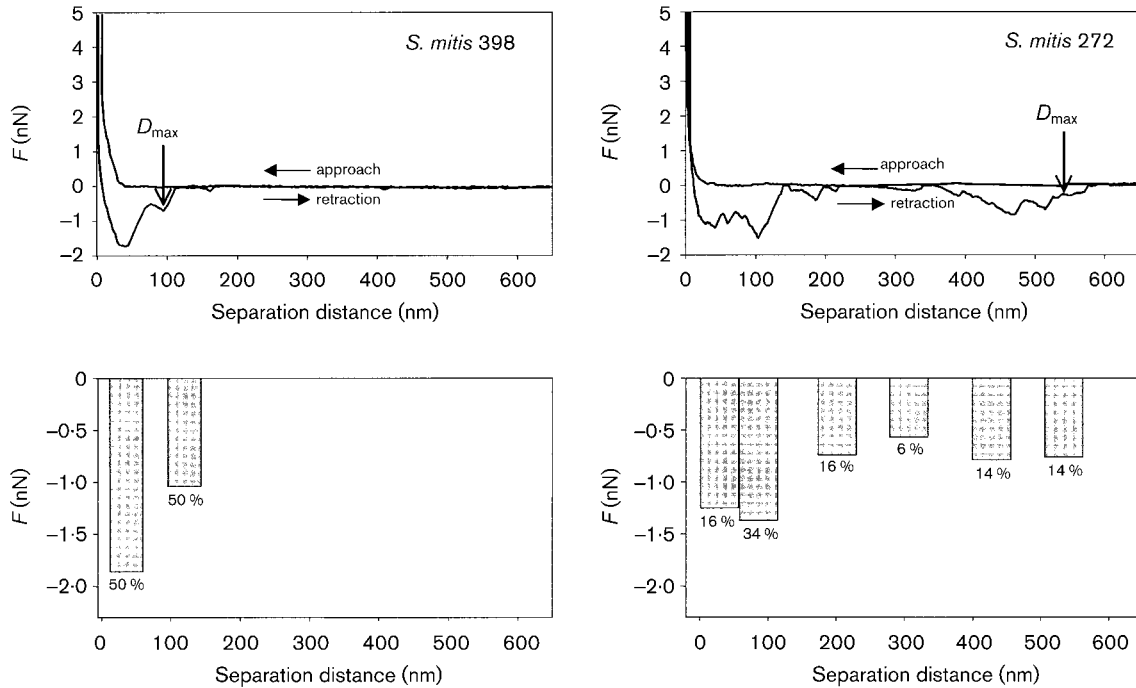 S. mitis 398
5
4
3
2
1
0
−1
−2
F (nN)
Dmax
approach
retraction
0 100 200 300 400 500 600
Separation distance (nm)
S. mitis 272
5
4
3
2
1
0
−1
−2
F (nN)
Dmax
approach
retraction
0 100 200 300 400 500 600
Separation distance (nm)
0
−0·5
−1·0
−1·5
−2·0
F (nN)
50 %
50 %
0 100 200 300 400 500 600
Separation distance (nm)
0
−0·5
−1·0
−1·5
−2·0
F (nN)
16 %
34 %
16 %
6 %
14 %
14 %
0 100 200 300 400 500 600
Separation distance (nm)